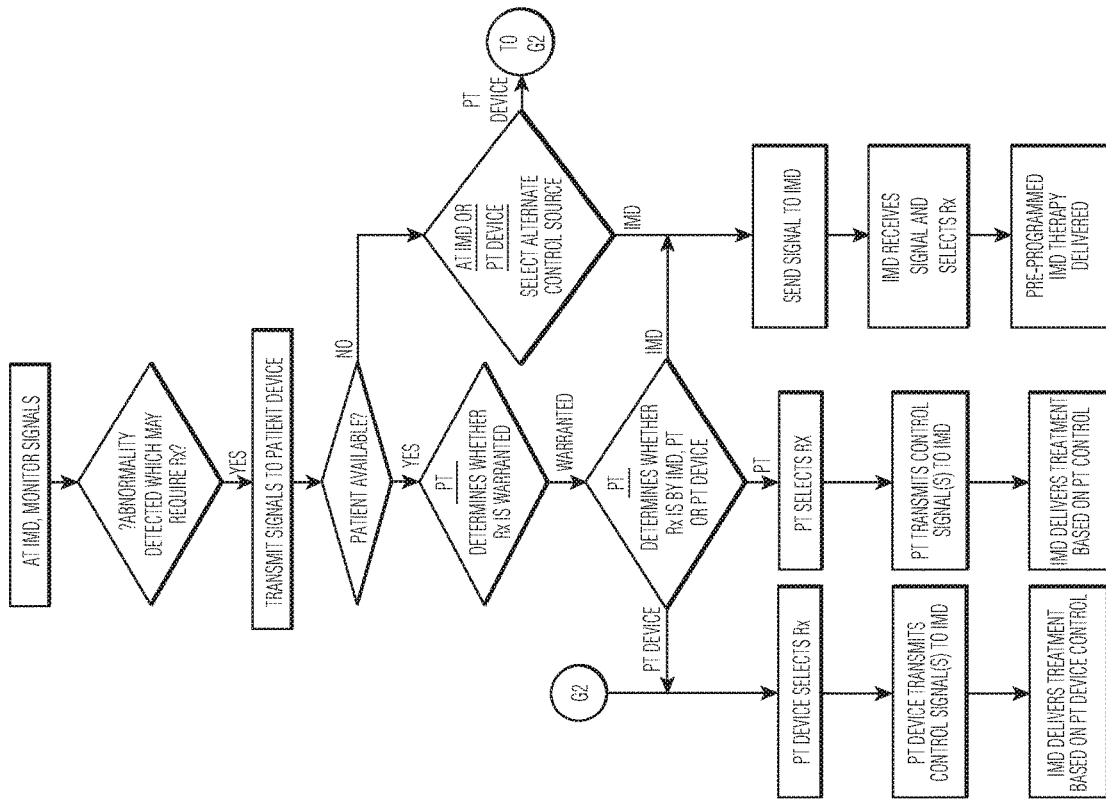 AT IMD, MONITOR SIGNALS
?ABNORMALITY
DETECTED WHICH MAY
REQUIRE Rx?
YES
TRANSMIT SIGNALS TO PATIENT DEVICE
PATIENT AVAILABLE?
NO
YES
PT
DETERMINES WHETHER
Rx IS WARRANTED
WARRANTED
AT IMD OR
PT DEVICE
SELECT ALTERNATE
CONTROL SOURCE
PT
DEVICE
TO
G2
IMD
PT
DETERMINES WHETHER
Rx IS BY IMD, PT
OR PT DEVICE
PT DEVICE
IMD
PT
G2
PT DEVICE SELECTS Rx
PT DEVICE TRANSMITS
CONTROL SIGNAL(S) TO IMD
IMD DELIVERS TREATMENT
BASED ON PT DEVICE CONTROL
PT SELECTS RX
PT TRANSMITS CONTROL
SIGNAL(S) TO IMD
IMD DELIVERS TREATMENT
BASED ON PT CONTROL
SEND SIGNAL TO IMD
IMD RECEIVES
SIGNAL AND
SELECTS Rx
PRE-PROGRAMMED
IMD THERAPY
DELIVERED